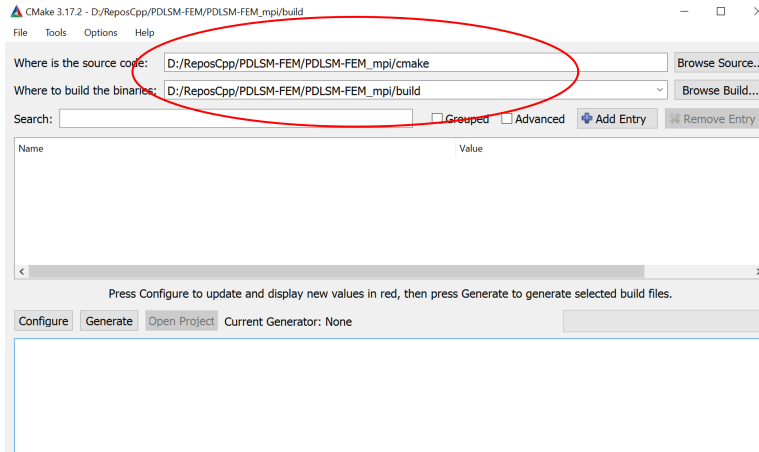 CMake 3.17.2 - D:/ReposCpp/PDLSM-FEM/PDLSM-FEM_mpi/build
File Tools Options Help
Where is the source code: D:/ReposCpp/PDLSM-FEM/PDLSM-FEM_mpi/cmake Browse Source..
Where to build the binaries: D:/ReposCpp/PDLSM-FEM/PDLSM-FEM_mpi/build Browse Build...
Search: Grouped Advanced Add Entry Remove Entry
Name Value
Press Configure to update and display new values in red, then press Generate to generate selected build files.
Configure Generate Open Project Current Generator: None